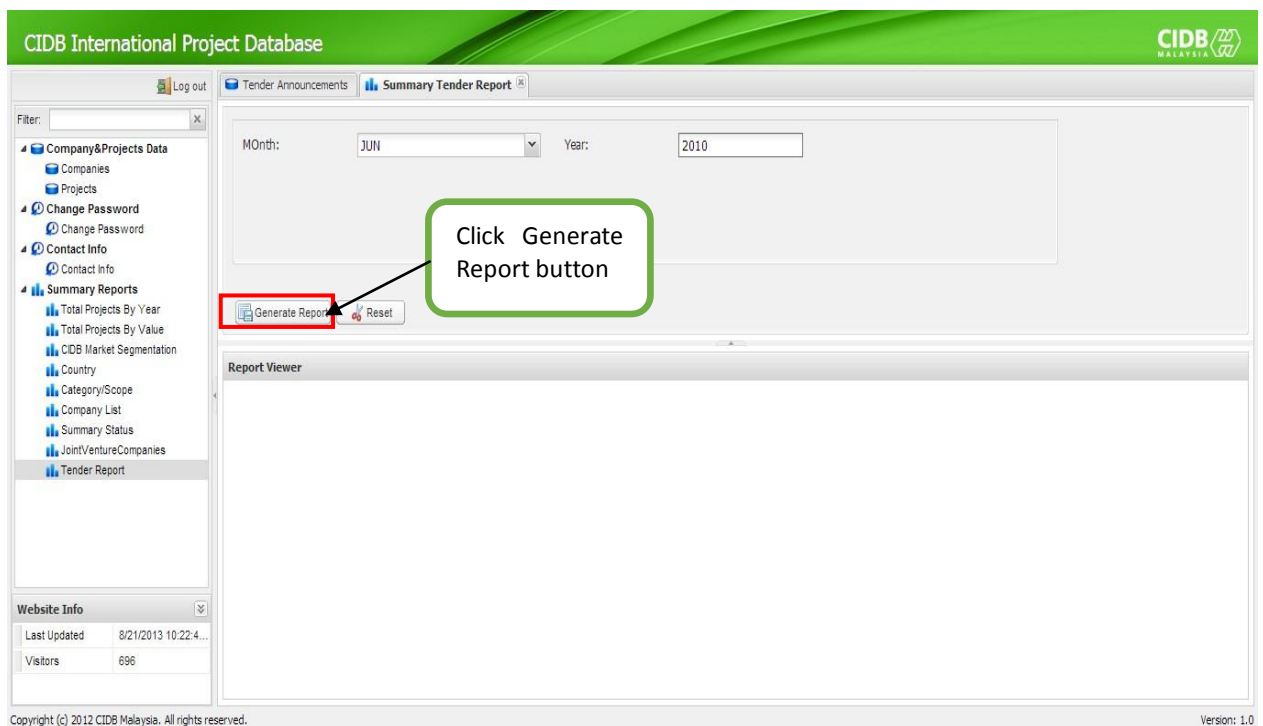 CIDB International Project Database
CIDB
MALAYSIA
Log out
Filter:
Company&Projects Data
Companies
Projects
Change Password
Change Password
Contact Info
Contact Info
Summary Reports
Total Projects By Year
Total Projects By Value
CIDB Market Segmentation
Country
Category/Scope
Company List
Summary Status
JointVentureCompanies
Tender Report
Website Info
Last Updated 8/21/2013 10:22:4...
Visitors 696
Tender Announcements Summary Tender Report
MOnth: JUN Year: 2010
Click Generate
Report button
Generate Report Reset
Report Viewer
Copyright (c) 2012 CIDB Malaysia. All rights reserved. Version: 1.0